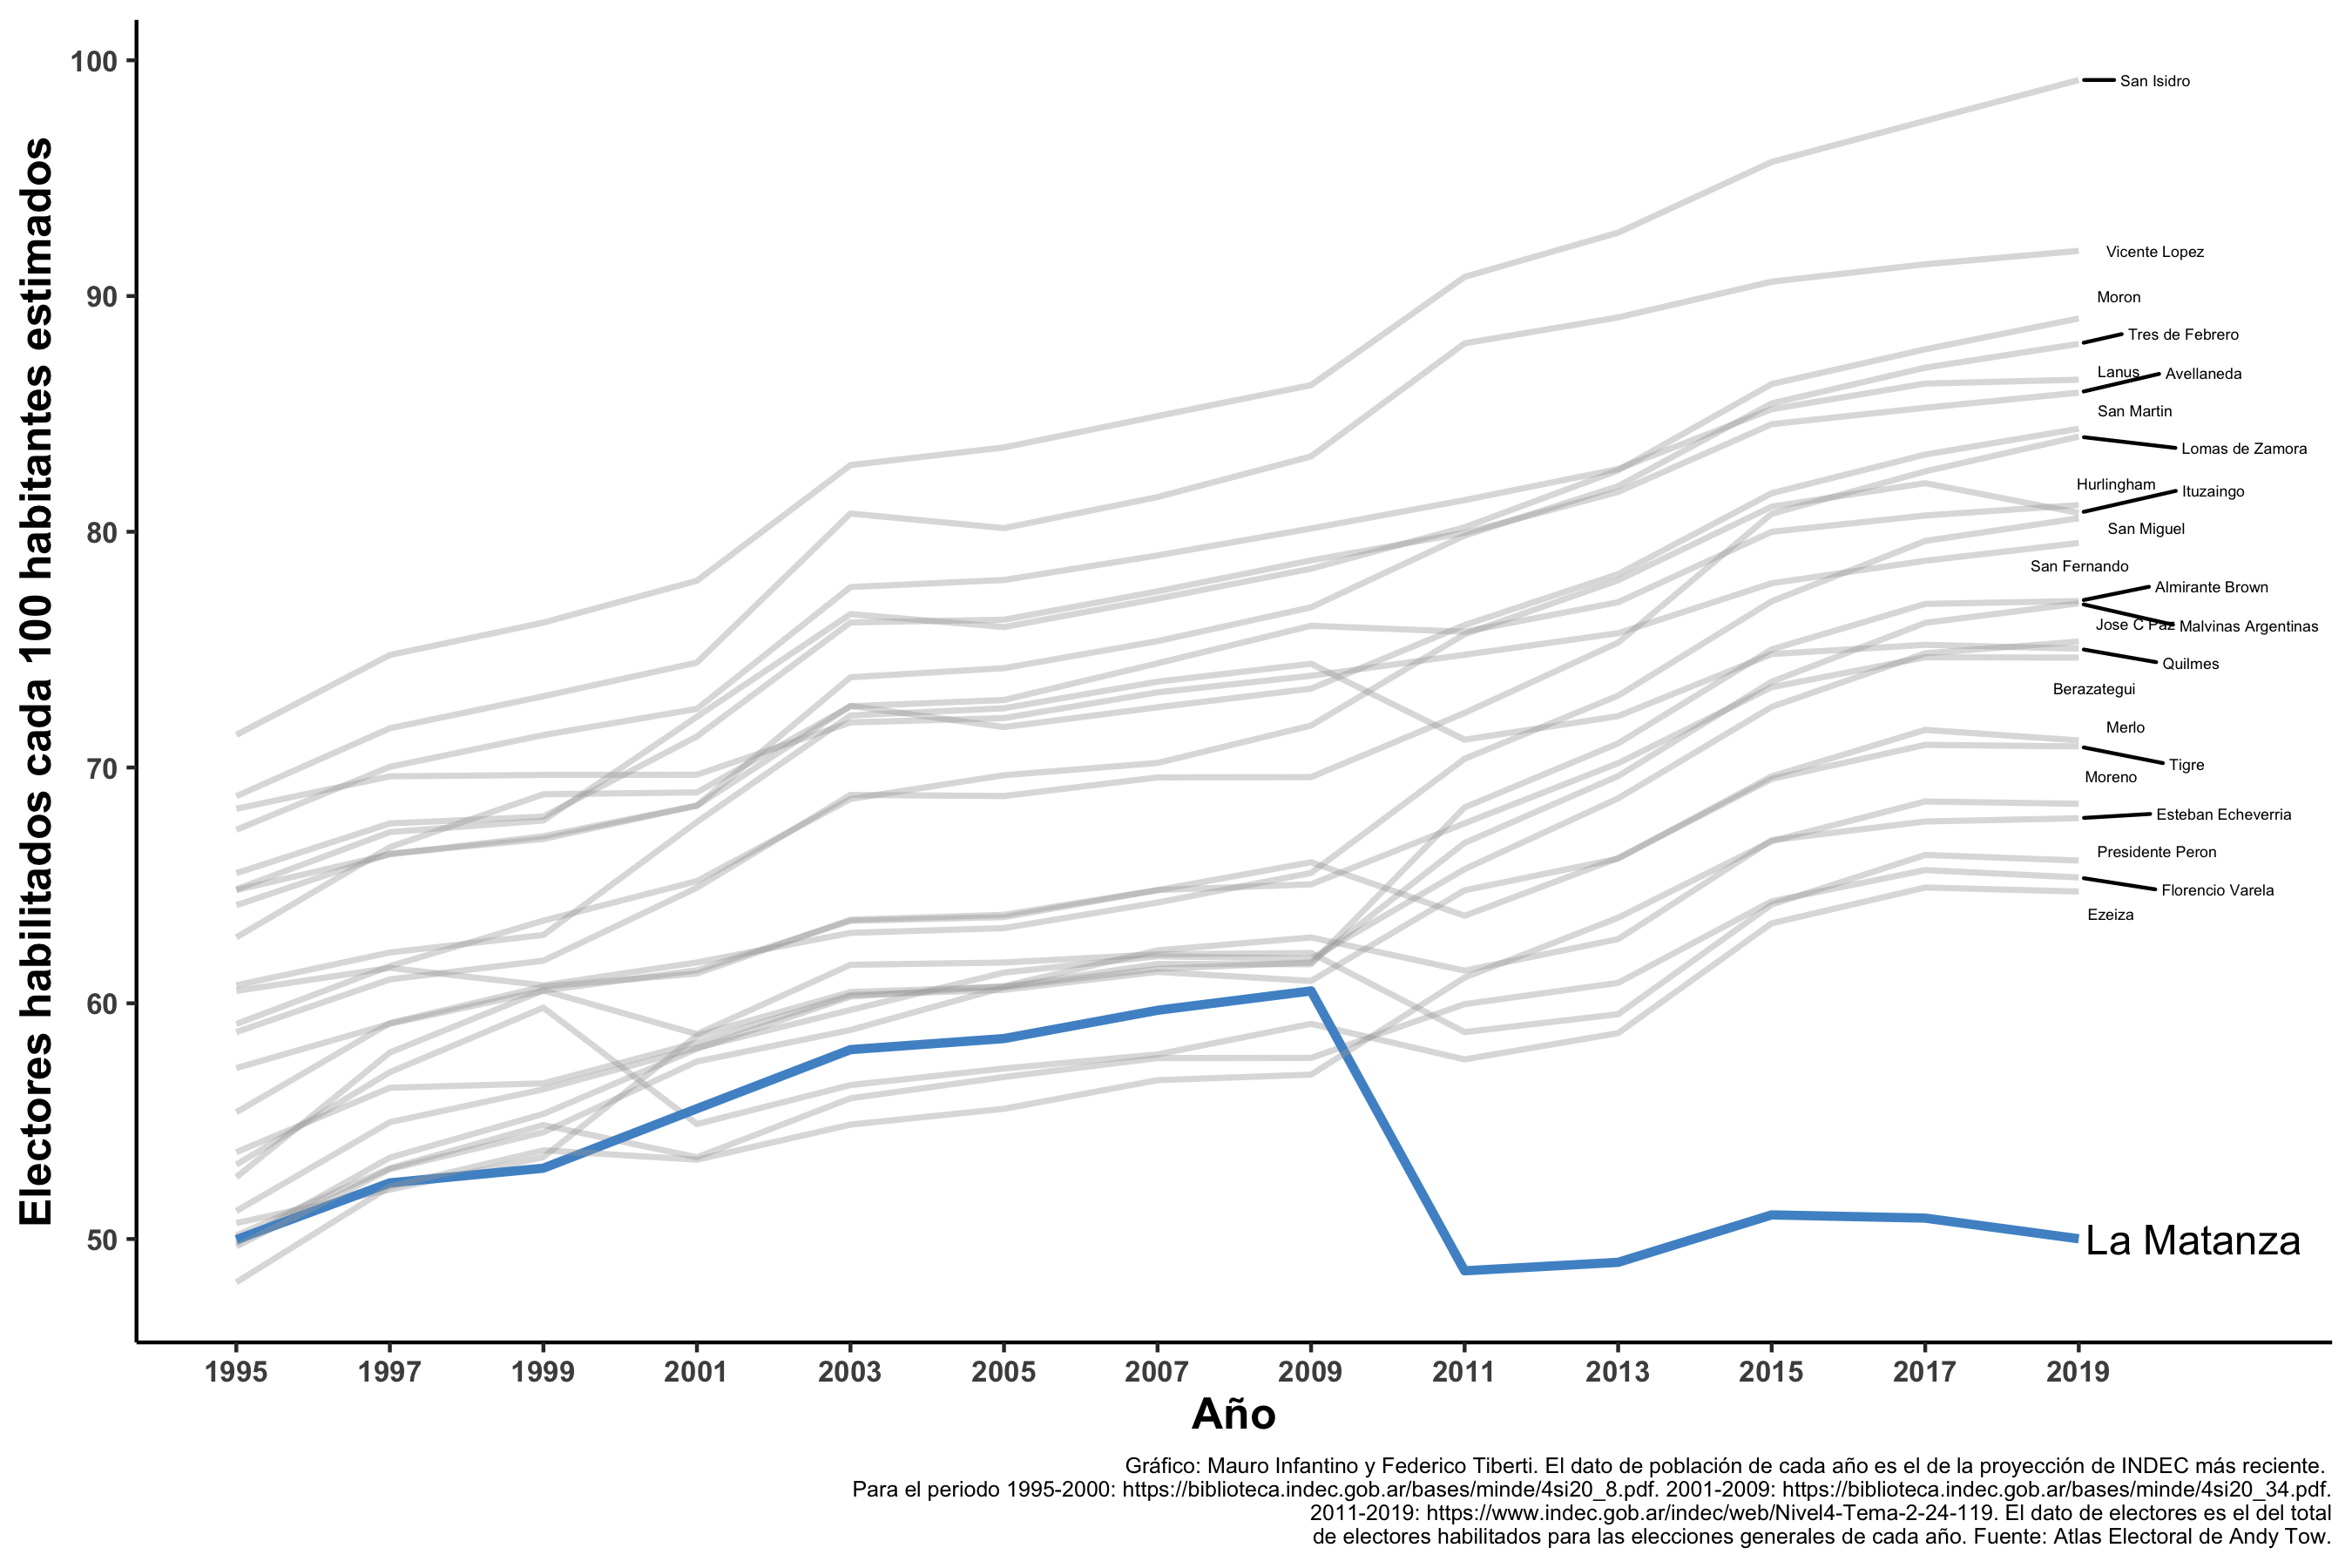 Electores habilitados cada 100 habitantes estimados
100
90
80
70
60
50
San Isidro
Vicente Lopez
Moron
Tres de Febrero
Lanus
Avellaneda
San Martin
Lomas de Zamora
Hurlingham
Ituzaingo
San Miguel
San Fernando
Almirante Brown
Jose C Paz
Malvinas Argentinas
Quilmes
Berazategui
Merlo
Tigre
Moreno
Esteban Echeverria
Presidente Peron
Florencio Varela
Ezeiza
La Matanza
1995 1997 1999 2001 2003 2005 2007 2009 2011 2013 2015 2017 2019
Año
Gráfico: Mauro Infantino y Federico Tiberti. El dato de población de cada año es el de la proyección de INDEC más reciente.
Para el periodo 1995-2000: https://biblioteca.indec.gob.ar/bases/minde/4si20_8.pdf. 2001-2009: https://biblioteca.indec.gob.ar/bases/minde/4si20_34.pdf.
2011-2019: https://www.indec.gob.ar/indec/web/Nivel4-Tema-2-24-119. El dato de electores es el del total
de electores habilitados para las elecciones generales de cada año. Fuente: Atlas Electoral de Andy Tow.